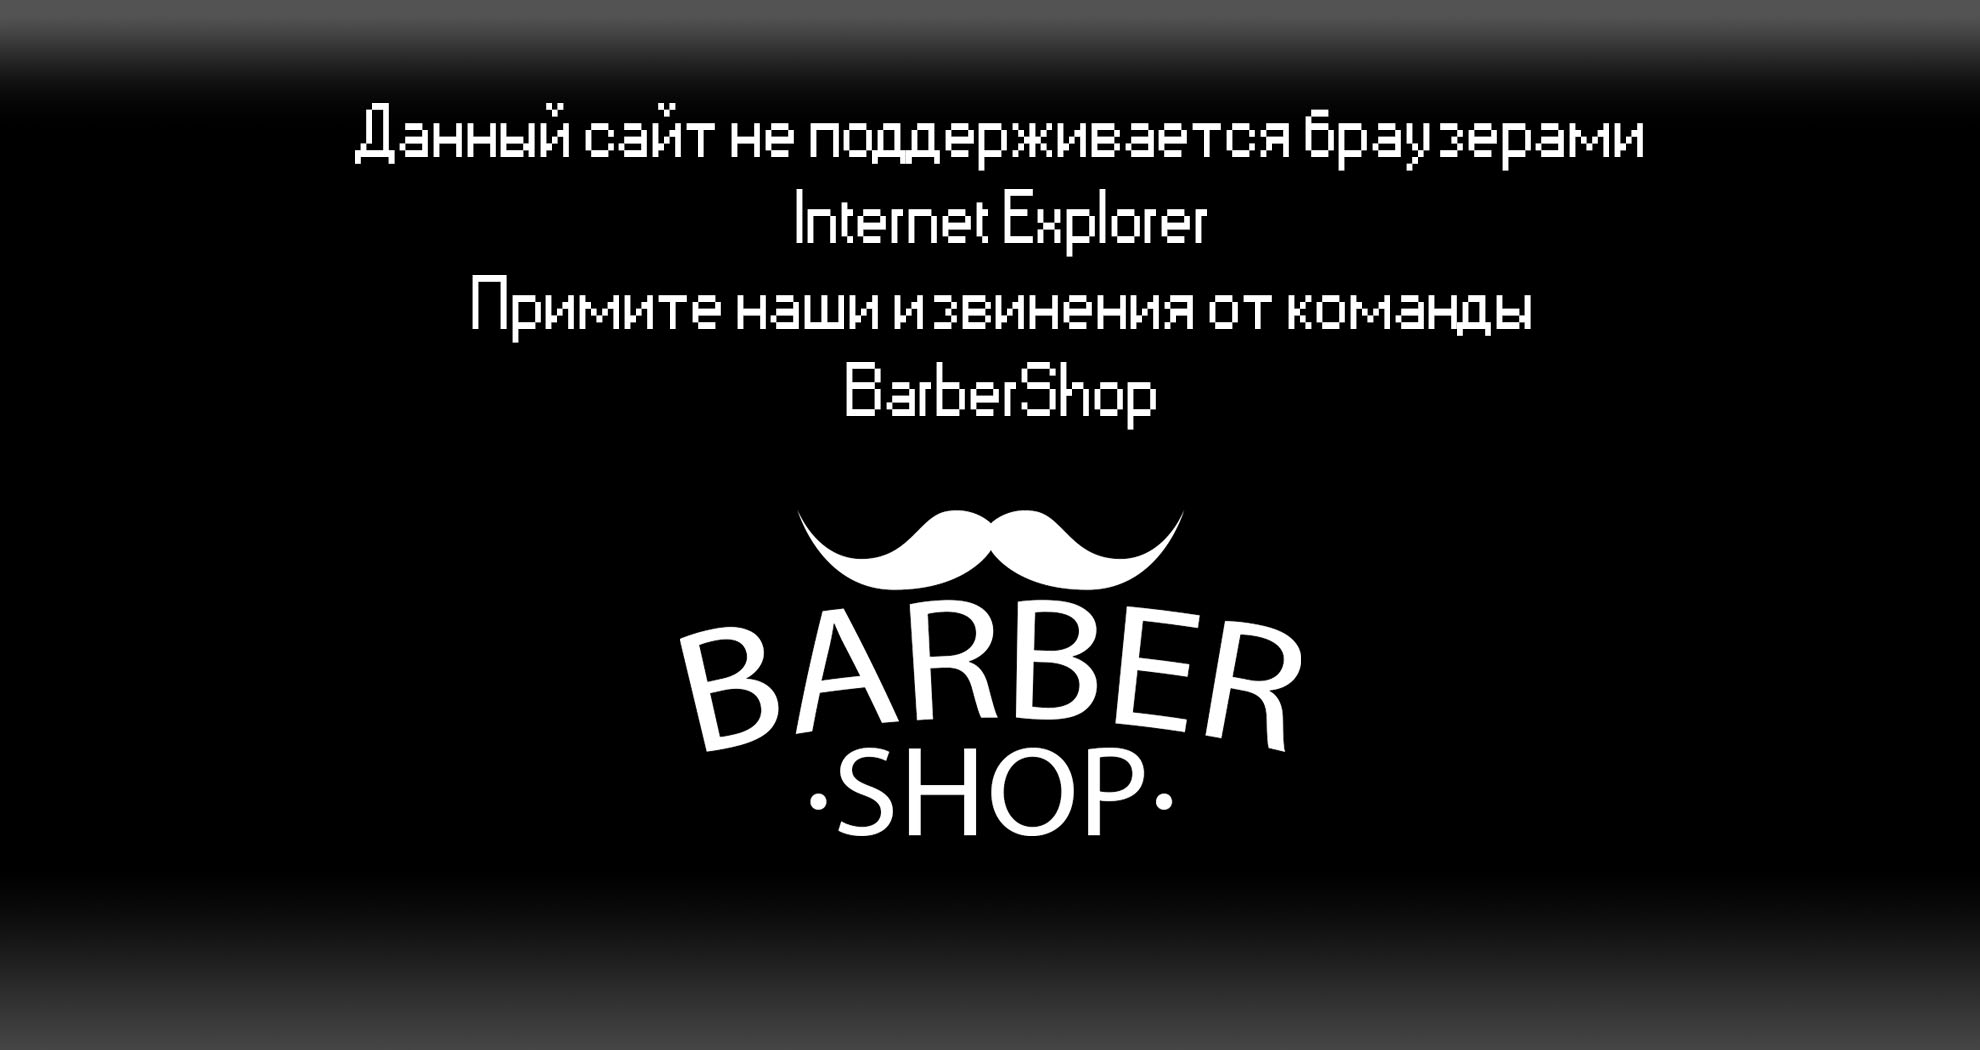 Данный сайт не поддерживается браузерами
Internet Explorer
Примите наши извинения от команды
BarberShop
BARBER
·SHOP·